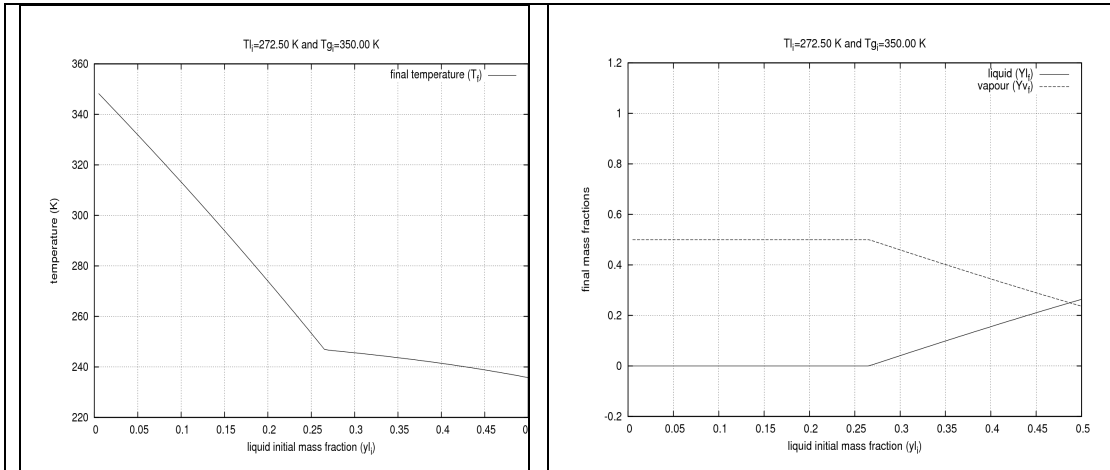 Tl_i=272.50 K and Tg_i=350.00 K
final temperature (T_f)
360
340
320
300
280
260
240
220
temperature (K)
0 0.05 0.1 0.15 0.2 0.25 0.3 0.35 0.4 0.45 0
liquid initial mass fraction (yl_i)
Tl_i=272.50 K and Tg_i=350.00 K
liquid (Yl_f)
vapour (Yv_f)
1.2
1
0.8
0.6
0.4
0.2
0
-0.2
final mass fractions
0 0.05 0.1 0.15 0.2 0.25 0.3 0.35 0.4 0.45 0.5
liquid initial mass fraction (yl_i)